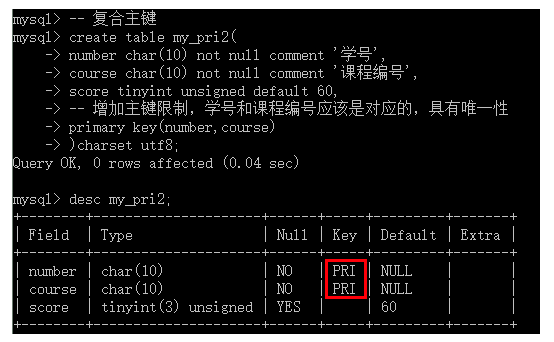 mysql> -- 复合主键
mysql> create table my_pri2(
    -> number char(10) not null comment '学号',
    -> course char(10) not null comment '课程编号',
    -> score tinyint unsigned default 60,
    -> -- 增加主键限制，学号和课程编号应该是对应的，具有唯一性
    -> primary key(number,course)
    -> )charset utf8;
Query OK, 0 rows affected (0.04 sec)
mysql> desc my_pri2;
+--------+---------------------+------+-----+---------+-------+
| Field  | Type                | Null | Key | Default | Extra |
+--------+---------------------+------+-----+---------+-------+
| number | char(10)            | NO   | PRI | NULL    |       |
| course | char(10)            | NO   | PRI | NULL    |       |
| score  | tinyint(3) unsigned | YES  |     | 60      |       |
+--------+---------------------+------+-----+---------+-------+